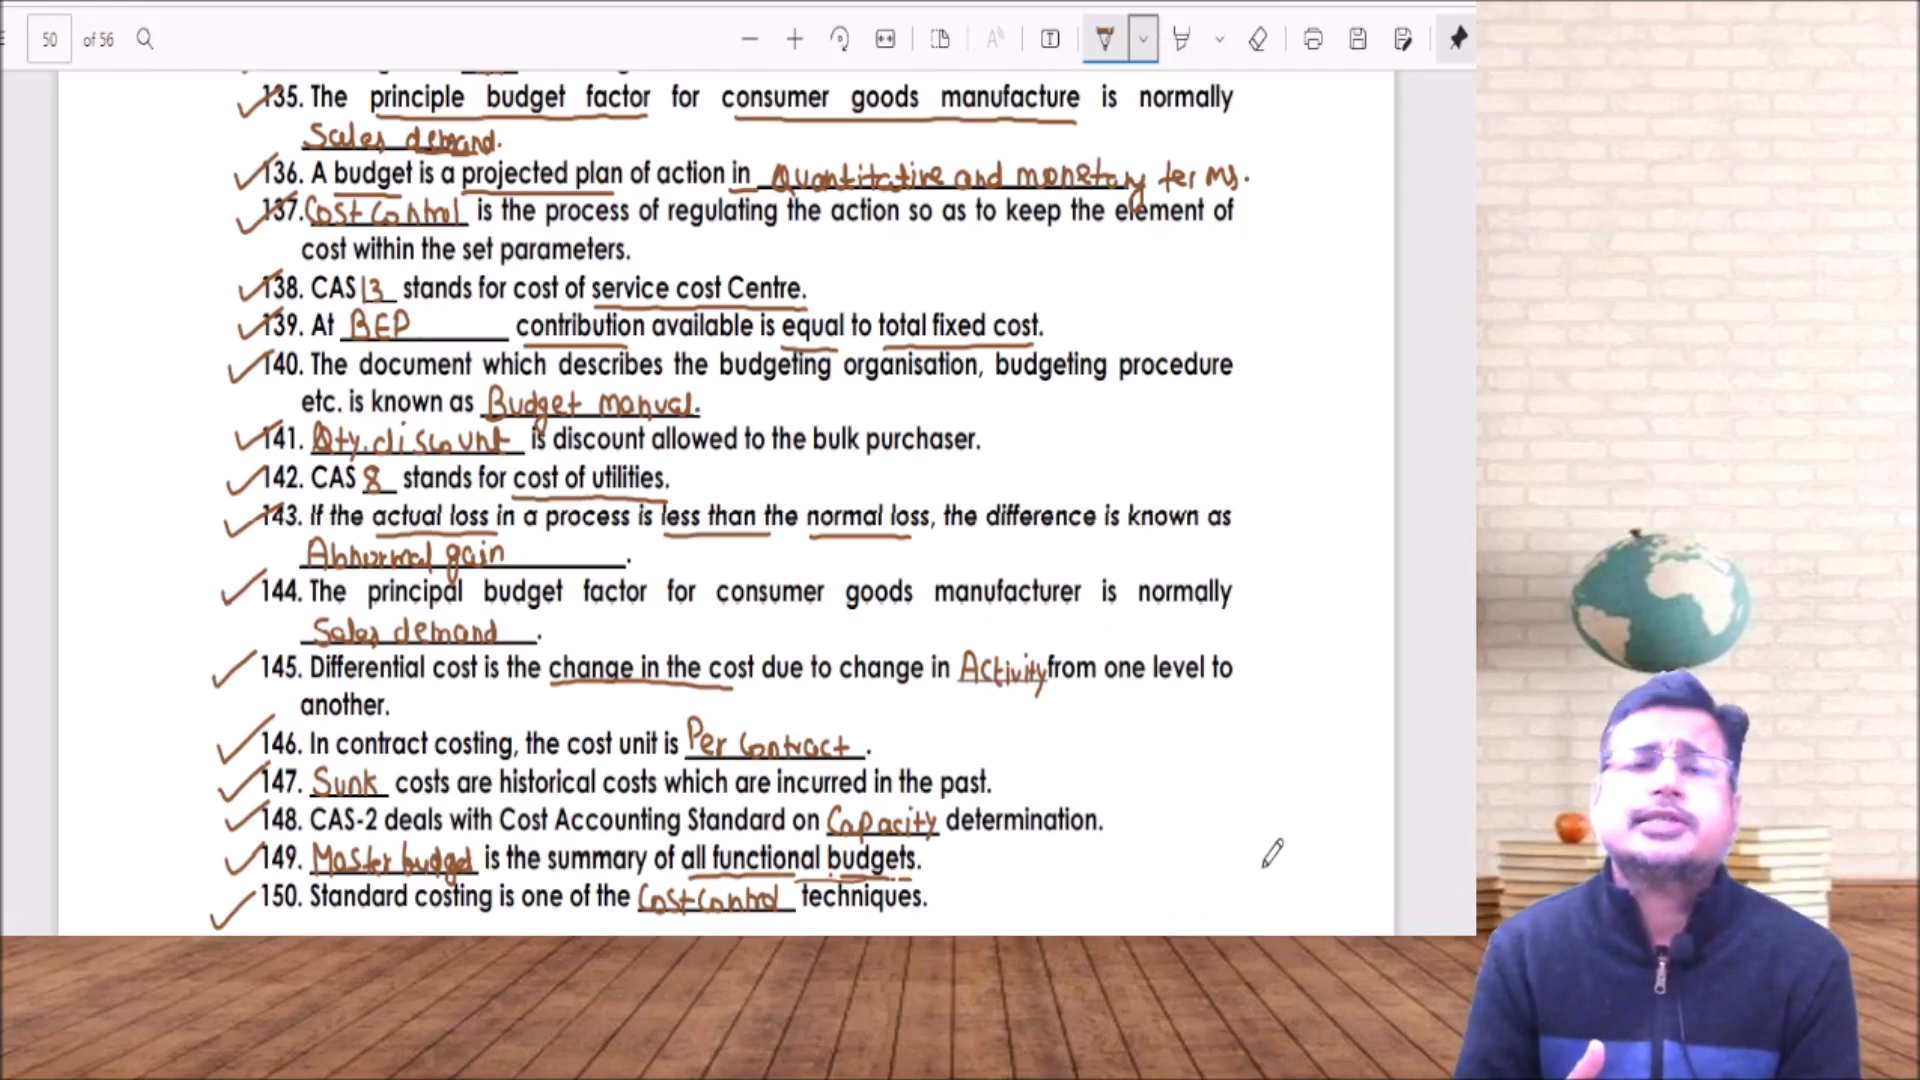 50 of 56
135. The principle budget factor for consumer goods manufacture is normally
Sales demand.
136. A budget is a projected plan of action in Quantitative and monetary terms.
137. Cost control is the process of regulating the action so as to keep the element of
cost within the set parameters.
138. CAS 13 stands for cost of service cost Centre.
139. At BEP contribution available is equal to total fixed cost.
140. The document which describes the budgeting organisation, budgeting procedure
etc. is known as Budget manual.
141. Qty. discount is discount allowed to the bulk purchaser.
142. CAS 8 stands for cost of utilities.
143. If the actual loss in a process is less than the normal loss, the difference is known as
Abnormal gain.
144. The principal budget factor for consumer goods manufacturer is normally
Sales demand.
145. Differential cost is the change in the cost due to change in Activity from one level to
another.
146. In contract costing, the cost unit is Per Contract.
147. Sunk costs are historical costs which are incurred in the past.
148. CAS-2 deals with Cost Accounting Standard on Capacity determination.
149. Master budget is the summary of all functional budgets.
150. Standard costing is one of the Cost Control techniques.